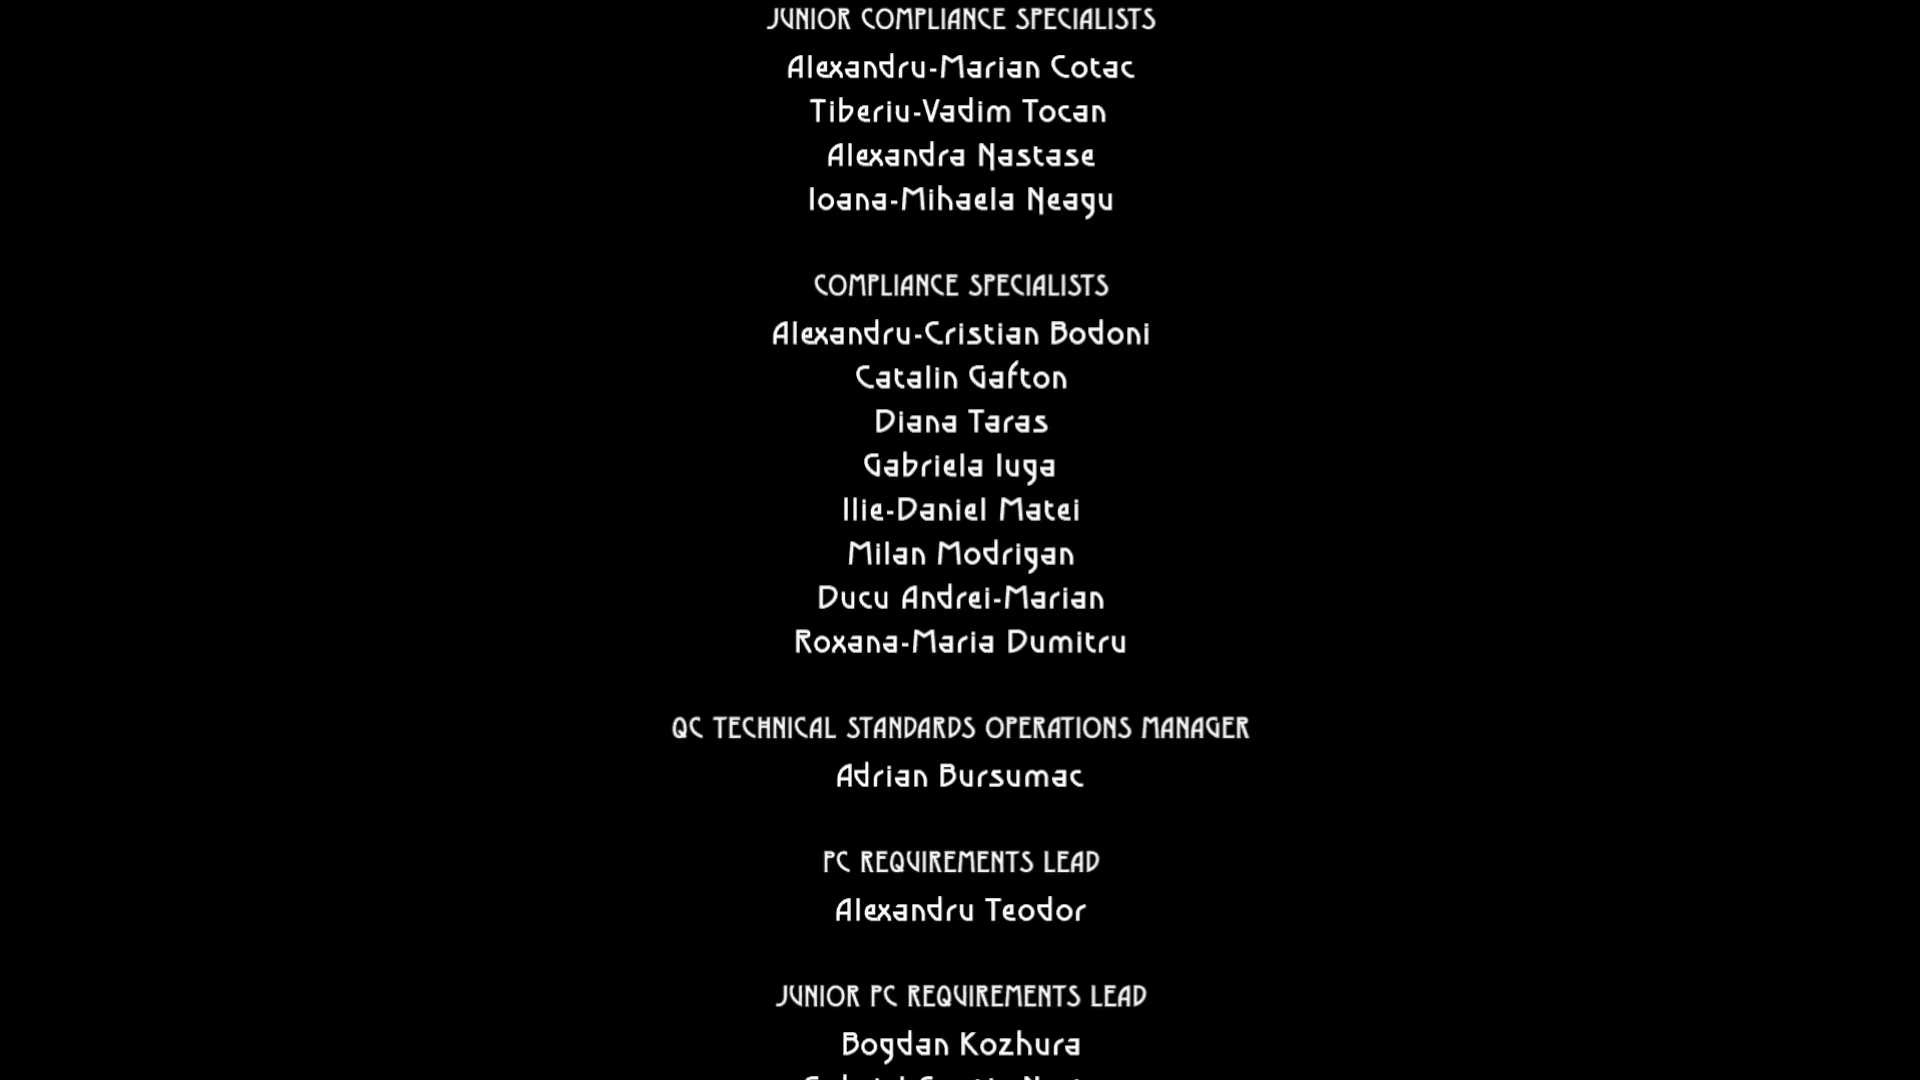 JUNIOR COMPLIANCE SPECIALISTS
Alexandru-Marian Cotac
Tiberiu-Vadim Tocan
Alexandra Nastase
Ioana-Mihaela Neagu
COMPLIANCE SPECIALISTS
Alexandru-Cristian Bodoni
Catalin Gafton
Diana Taras
Gabriela Iuga
Ilie-Daniel Matei
Milan Modrigan
Ducu Andrei-Marian
Roxana-Maria Dumitru
QC TECHNICAL STANDARDS OPERATIONS MANAGER
Adrian Bursumac
PC REQUIREMENTS LEAD
Alexandru Teodor
JUNIOR PC REQUIREMENTS LEAD
Bogdan Kozhura